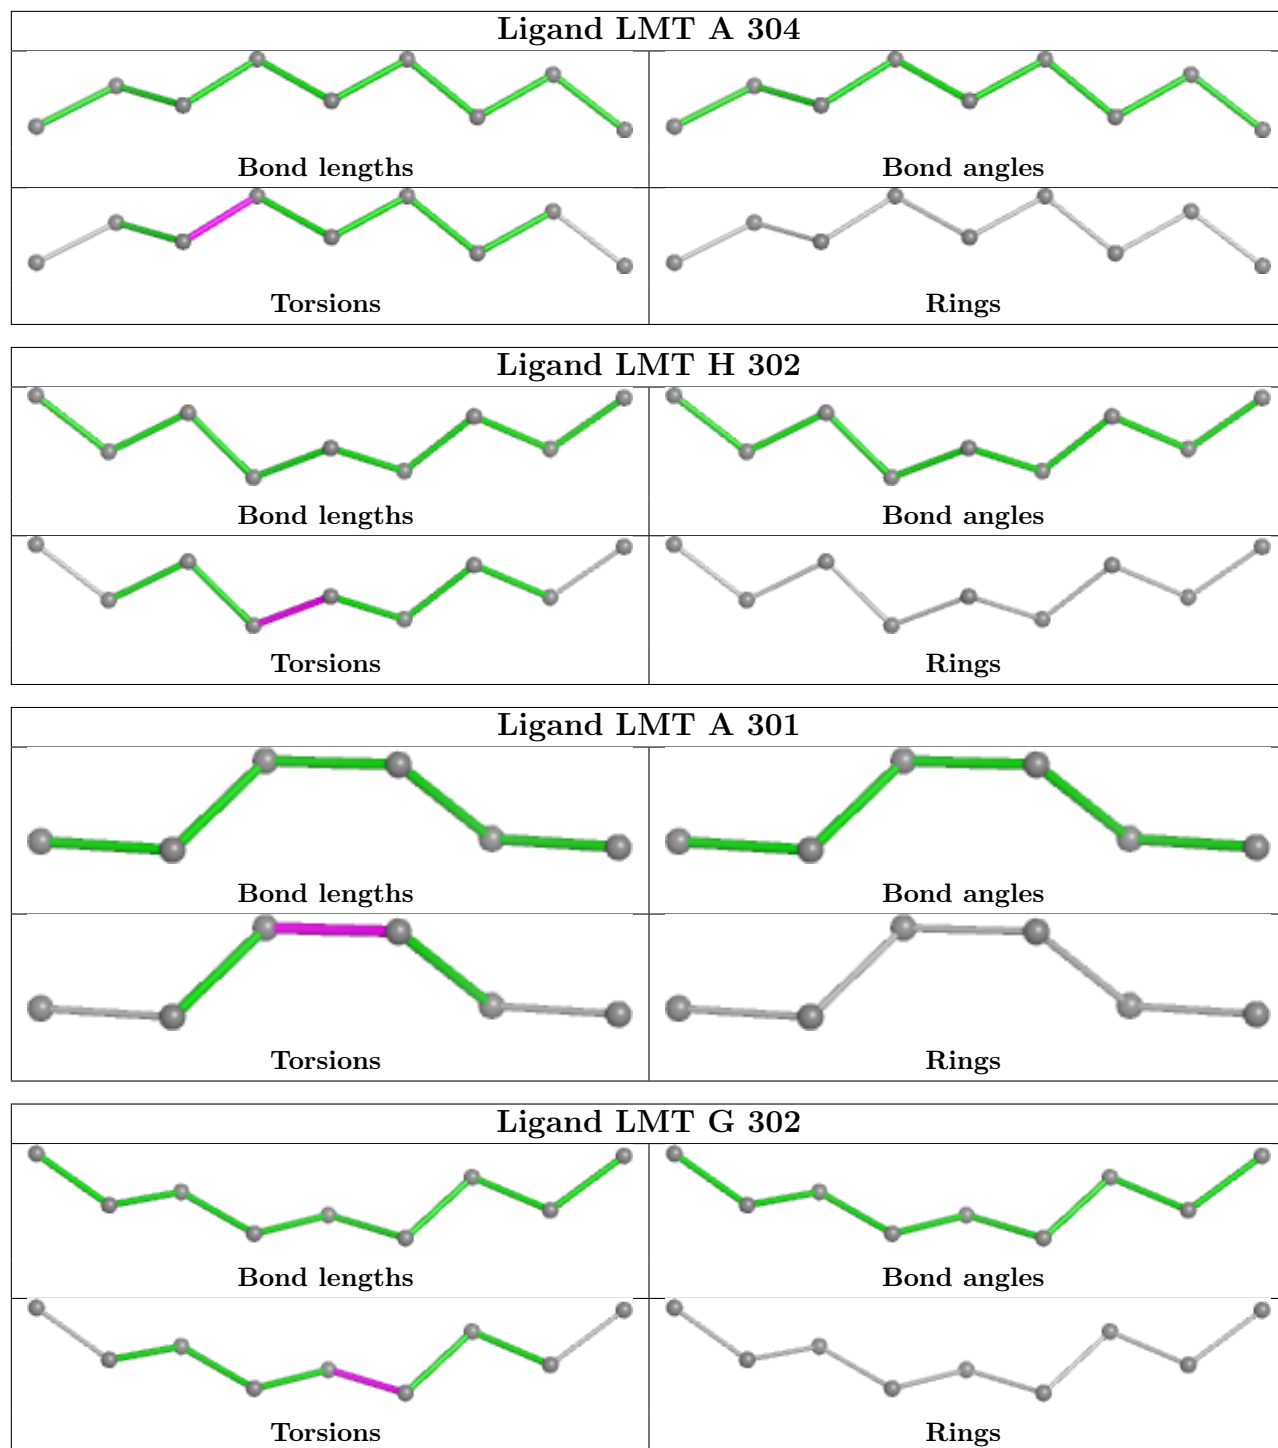 Ligand LMT A 304
Bond lengths
Bond angles
Torsions
Rings
Ligand LMT H 302
Bond lengths
Bond angles
Torsions
Rings
Ligand LMT A 301
Bond lengths
Bond angles
Torsions
Rings
Ligand LMT G 302
Bond lengths
Bond angles
Torsions
Rings